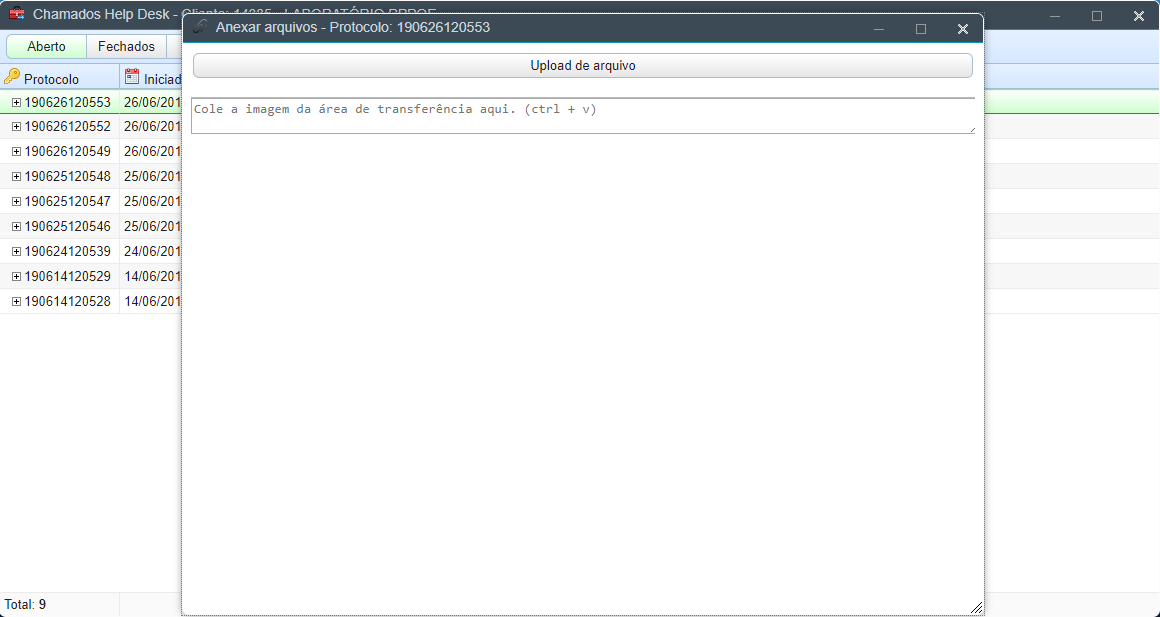 Chamados Help Desk -
Anexar arquivos - Protocolo: 190626120553
Aberto
Fechados
Upload de arquivo
Protocolo
Iniciad
Cole a imagem da área de transferência aqui. (ctrl + v)
190626120553 26/06/201
190626120552 26/06/201
190626120549 26/06/201
190625120548 25/06/201
190625120547 25/06/201
190625120546 25/06/201
190624120539 24/06/201
190614120529 14/06/201
190614120528 14/06/201
Total: 9